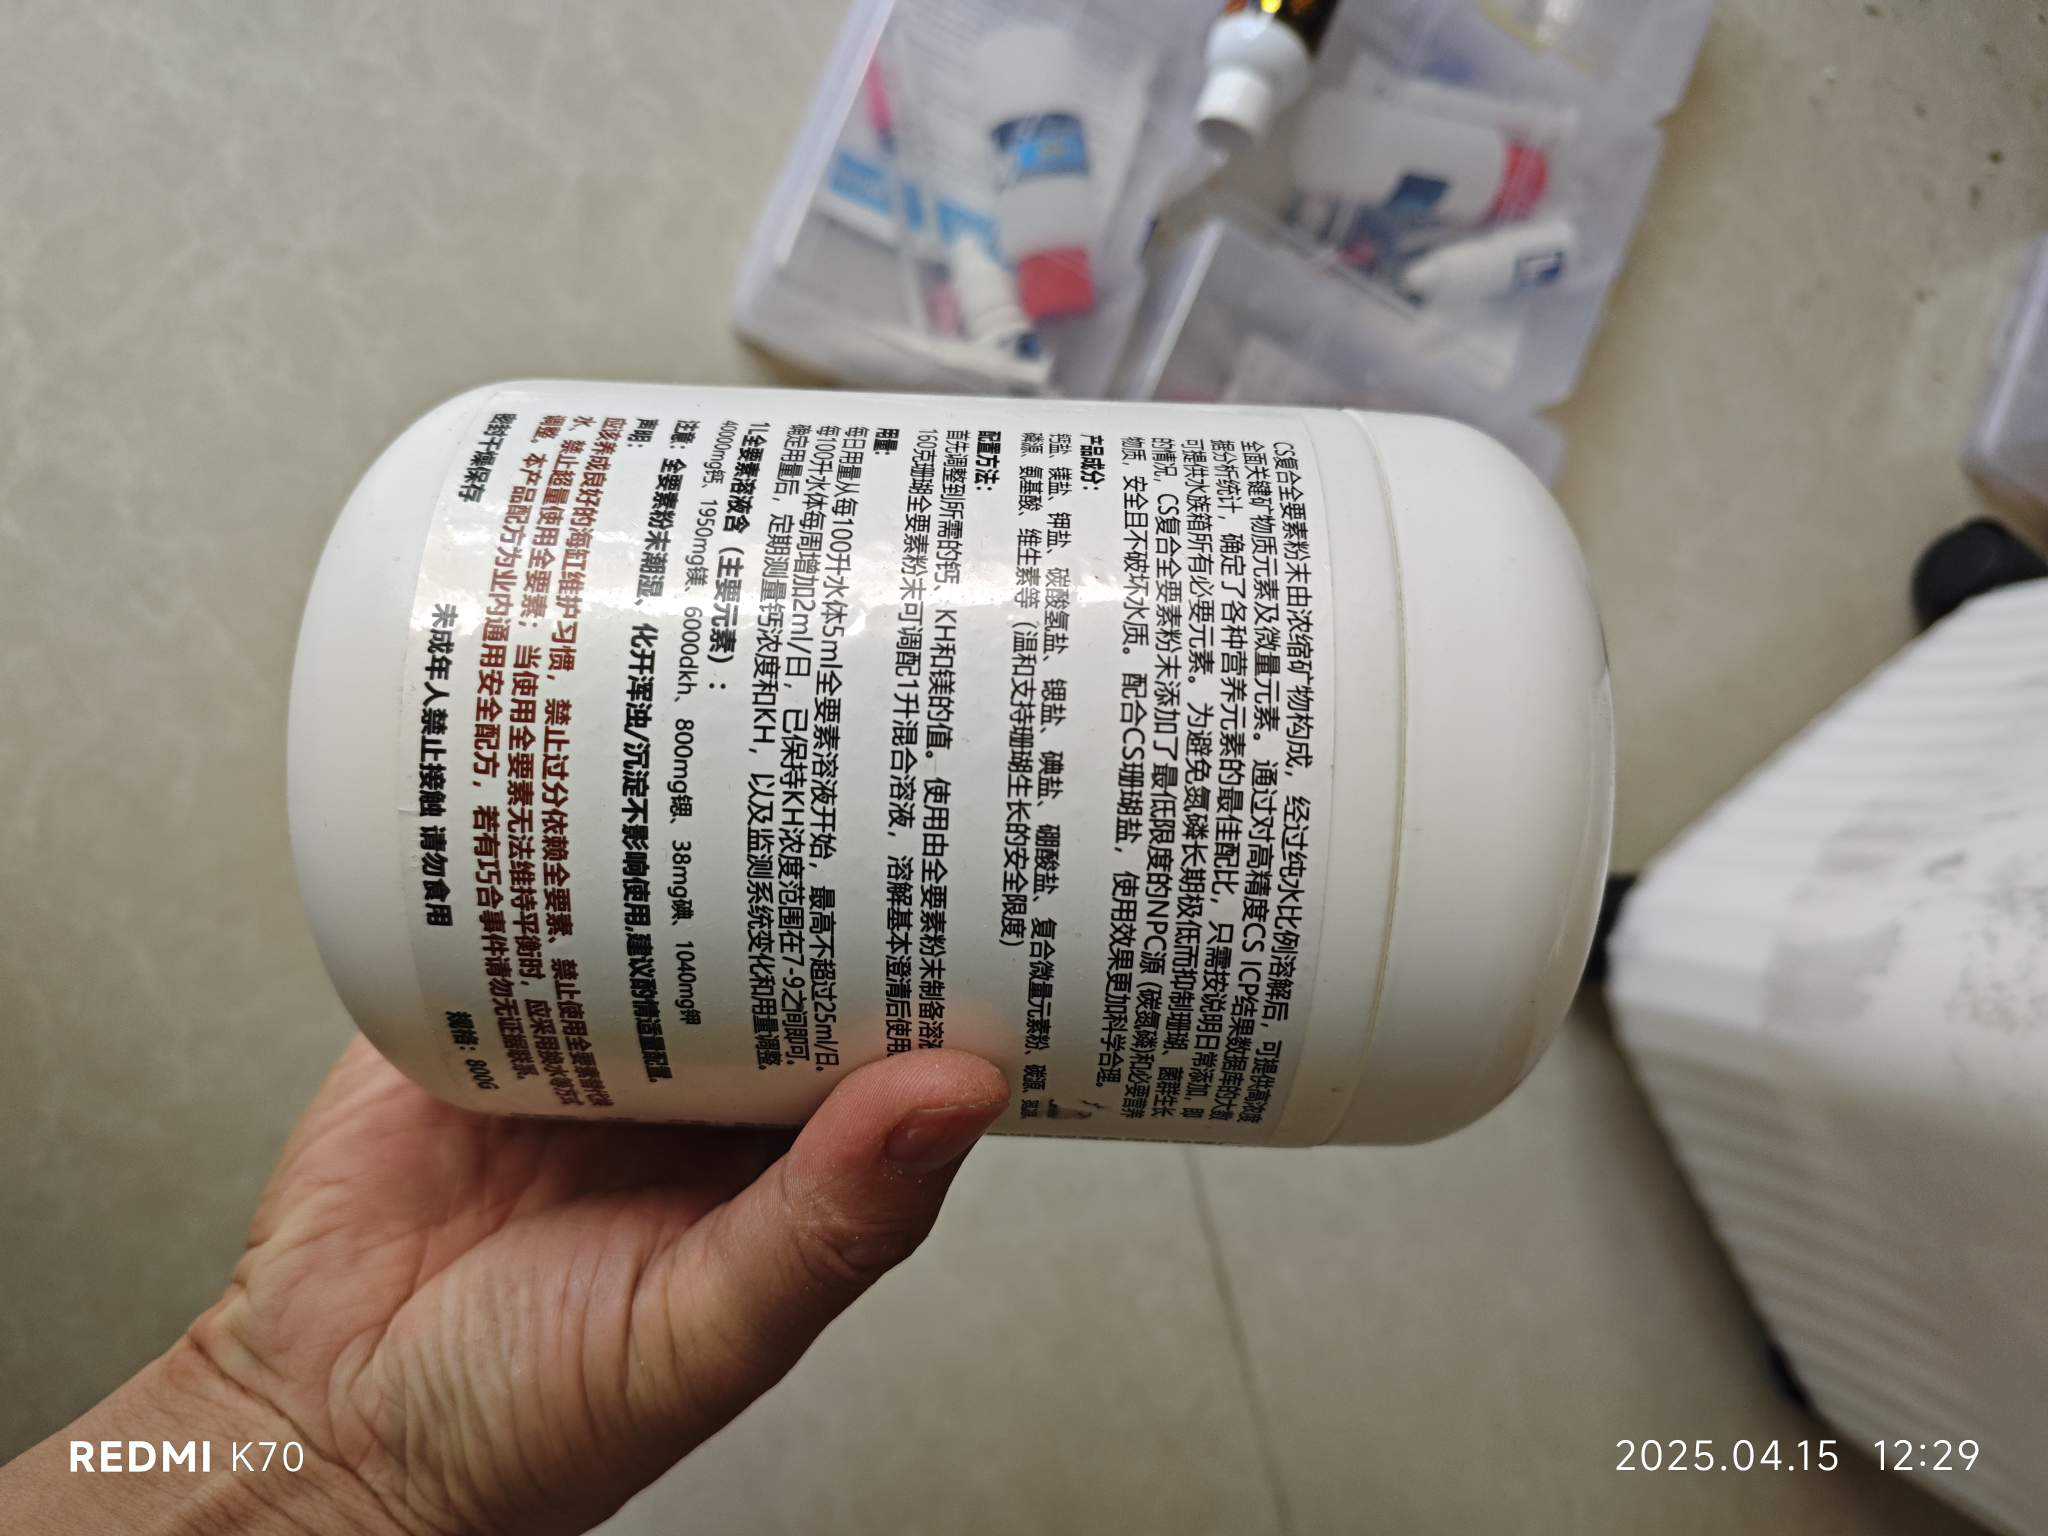 CS复合全要素粉末由浓缩矿物构成，经过纯水比例溶解后，可提供高浓度
全面关键矿物质元素及微量元素。通过对高精度CS ICP结果数据库的大数
据分析统计，确定了各种营养元素的最佳配比，只需按说明日常添加，即
可提供水族箱所有必要元素。为避免氮磷长期极低而抑制珊瑚、菌群生长
的情况，CS复合全要素粉末添加了最低限度的NPC源（碳氮磷和必要营养
物质，安全且不破坏水质。配合CS珊瑚盐，使用效果更加科学合理。
产品成分：
钙盐、镁盐、钾盐、碳酸氢盐、锶盐、碘盐、硼酸盐、复合微量元素粉、碳源、氮源
磷源、氨基酸、维生素等（温和支持珊瑚生长的安全限度）
配置方法：
首先调整到所需的钙、KH和镁的值。使用由全要素粉末制备溶液
160克珊瑚全要素粉末可调配1升混合溶液，溶解基本澄清后使用
用量：
每日用量从每100升水体5ml全要素溶液开始，最高不超过25ml/日。
每100升水体每周增加2ml/日，已保持KH浓度范围在7-9之间即可。
确定用量后，定期测量钙浓度和KH，以及监测系统变化和用量调整。
1L全要素溶液含（主要元素）：
40000mg钙、1950mg镁、6000dkh、800mg锶、38mg碘、1040mg钾
注意：全要素粉末潮湿、化开浑浊/沉淀不影响使用，建议酌情适量配置。
声明：
应该养成良好的海缸维护习惯，禁止过分依赖全要素、禁止使用全要素替代换
水、禁止超量使用全要素；当使用全要素无法维持平衡时，应采用换水等方式
调整。本产品配方为业内通用安全配方，若有巧合事件请勿无证据联系。
密封干燥保存 未成年人禁止接触 请勿食用 规格：800G
REDMI K70
2025.04.15 12:29